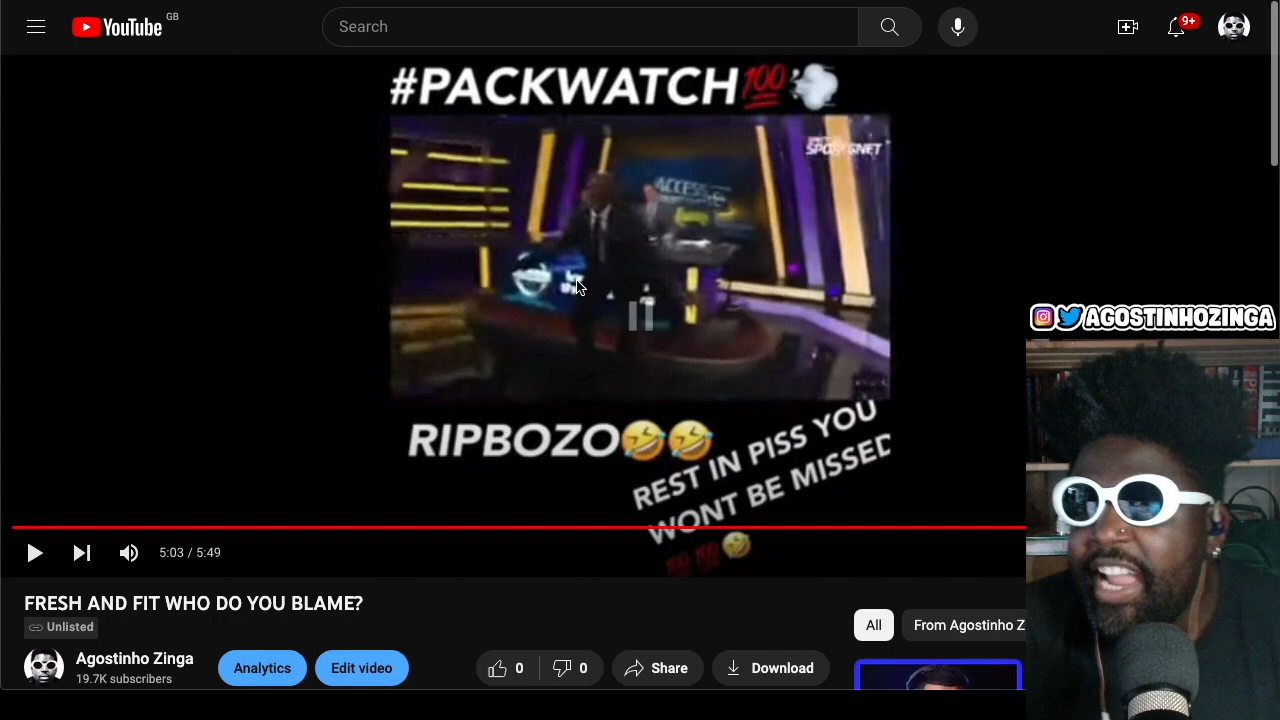 YouTube GB
Search
9+
#PACKWATCH💯💨
SPORTSNET
ACCESS
RIPBOZO🤣🤣
REST IN PISS YOU
WONT BE MISSED
💯💯🤣
AGOSTINHOZINGA
5:03 / 5:49
FRESH AND FIT WHO DO YOU BLAME?
Unlisted
All
From Agostinho Z
Agostinho Zinga
19.7K subscribers
Analytics
Edit video
0
0
Share
Download